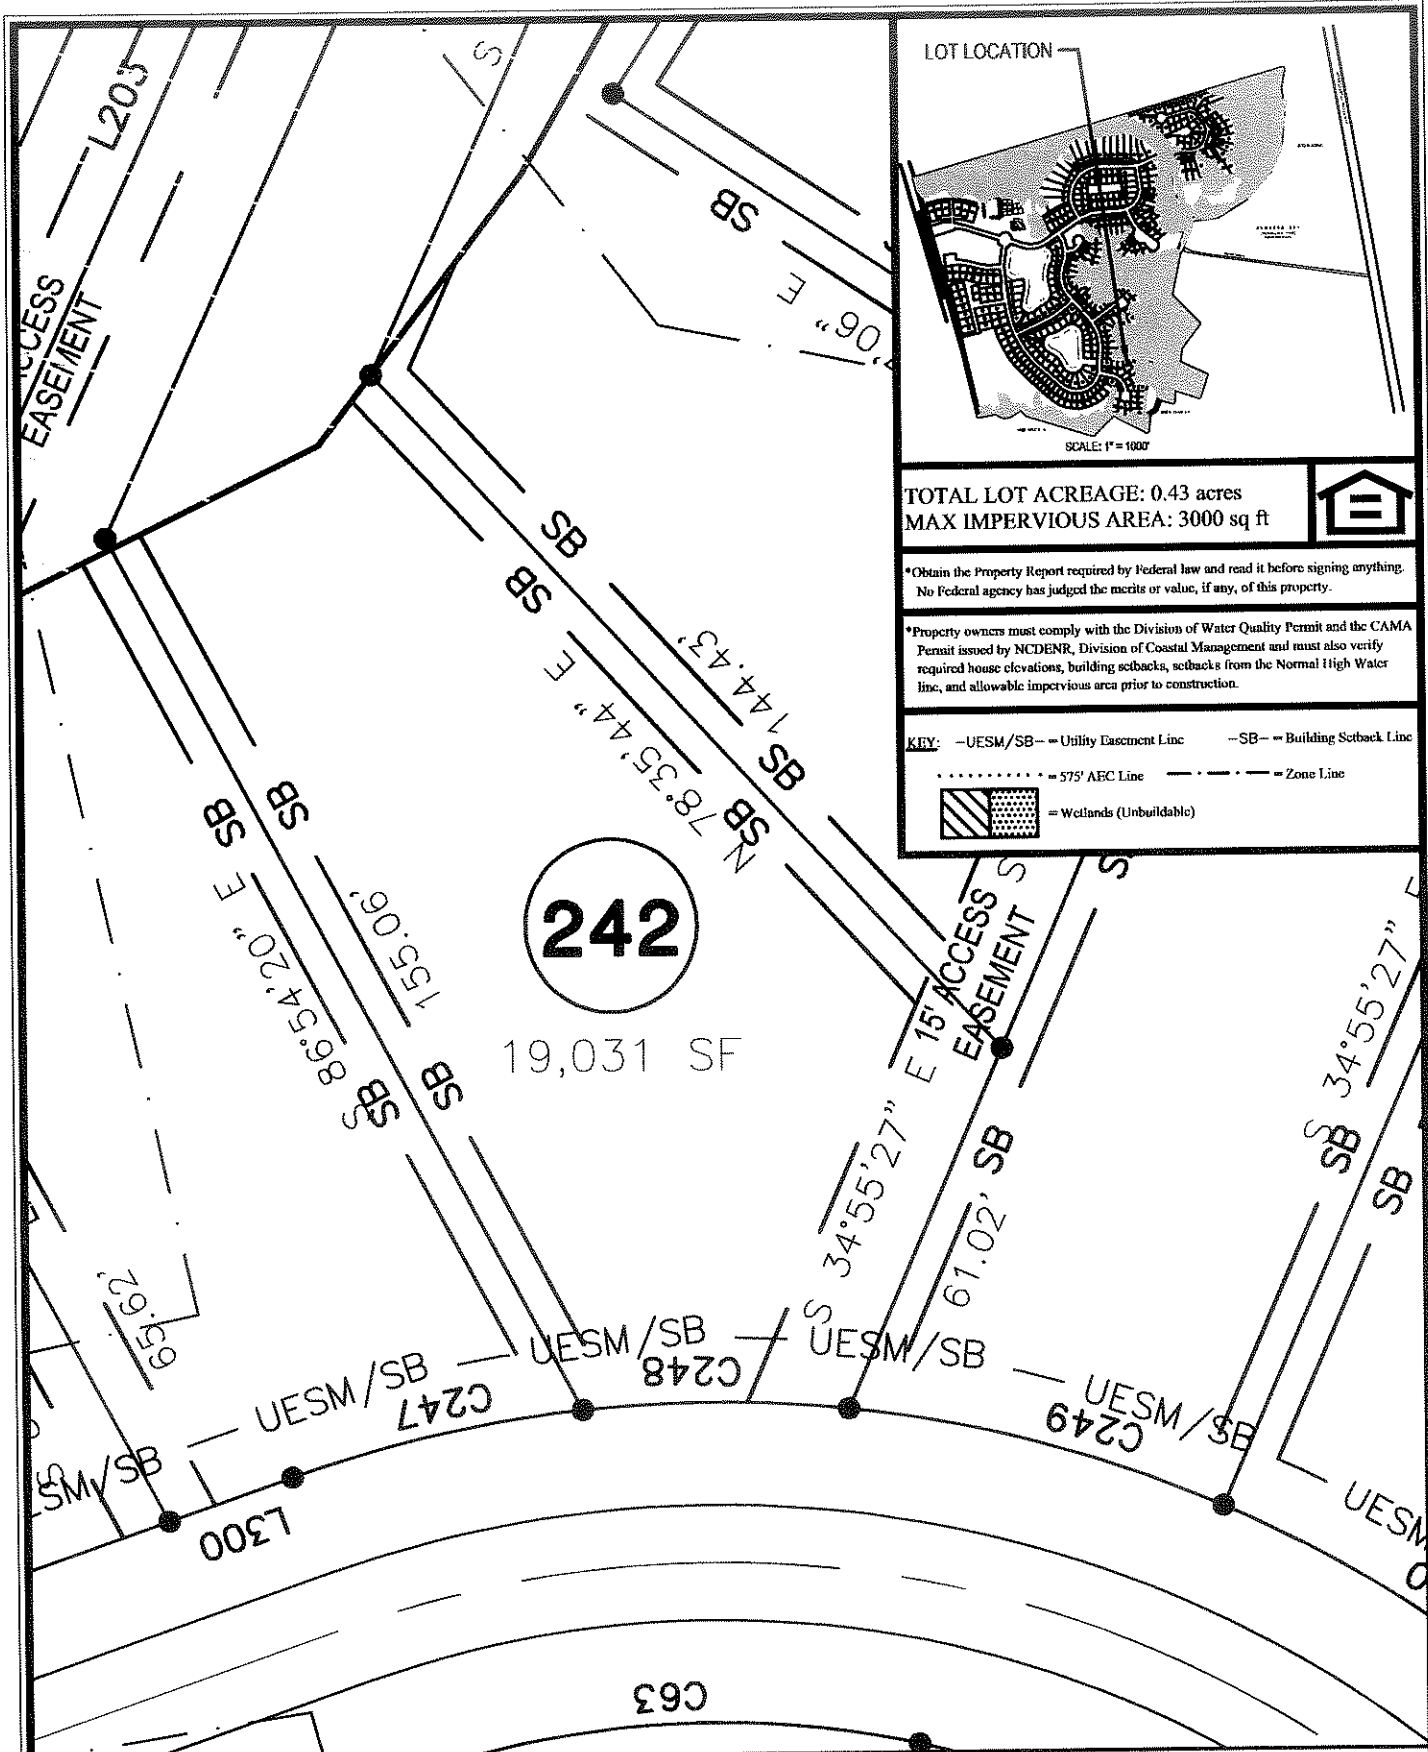 LOT LOCATION
SCALE: 1" = 1000'
TOTAL LOT ACREAGE: 0.43 acres
MAX IMPERVIOUS AREA: 3000 sq ft
*Obtain the Property Report required by Federal law and read it before signing anything.
No Federal agency has judged the merits or value, if any, of this property.
*Property owners must comply with the Division of Water Quality Permit and the CAMA
Permit issued by NCDENR, Division of Coastal Management and must also verify
required house elevations, building setbacks, setbacks from the Normal High Water
line, and allowable impervious area prior to construction.
KEY: -UESM/SB- = Utility Easement Line --SB-- = Building Setback Line
= 575' AEC Line = Zone Line
= Wetlands (Unbuildable)
L205
EASEMENT
S
SB
06" E
SB
SB
N 78°35'44" E
144.43'
SB
SB
SB
SB
S 86°54'20" E
155.06'
SB
SB
242
19,031 SF
15' ACCESS
EASEMENT
S
S 34°55'27" E
61.02'
SB
S 34°55'27"
SB
SB
65.62'
UESM/SB
UESM/SB
UESM/SB
UESM/SB
UESM
C247
C248
C249
L300
C63